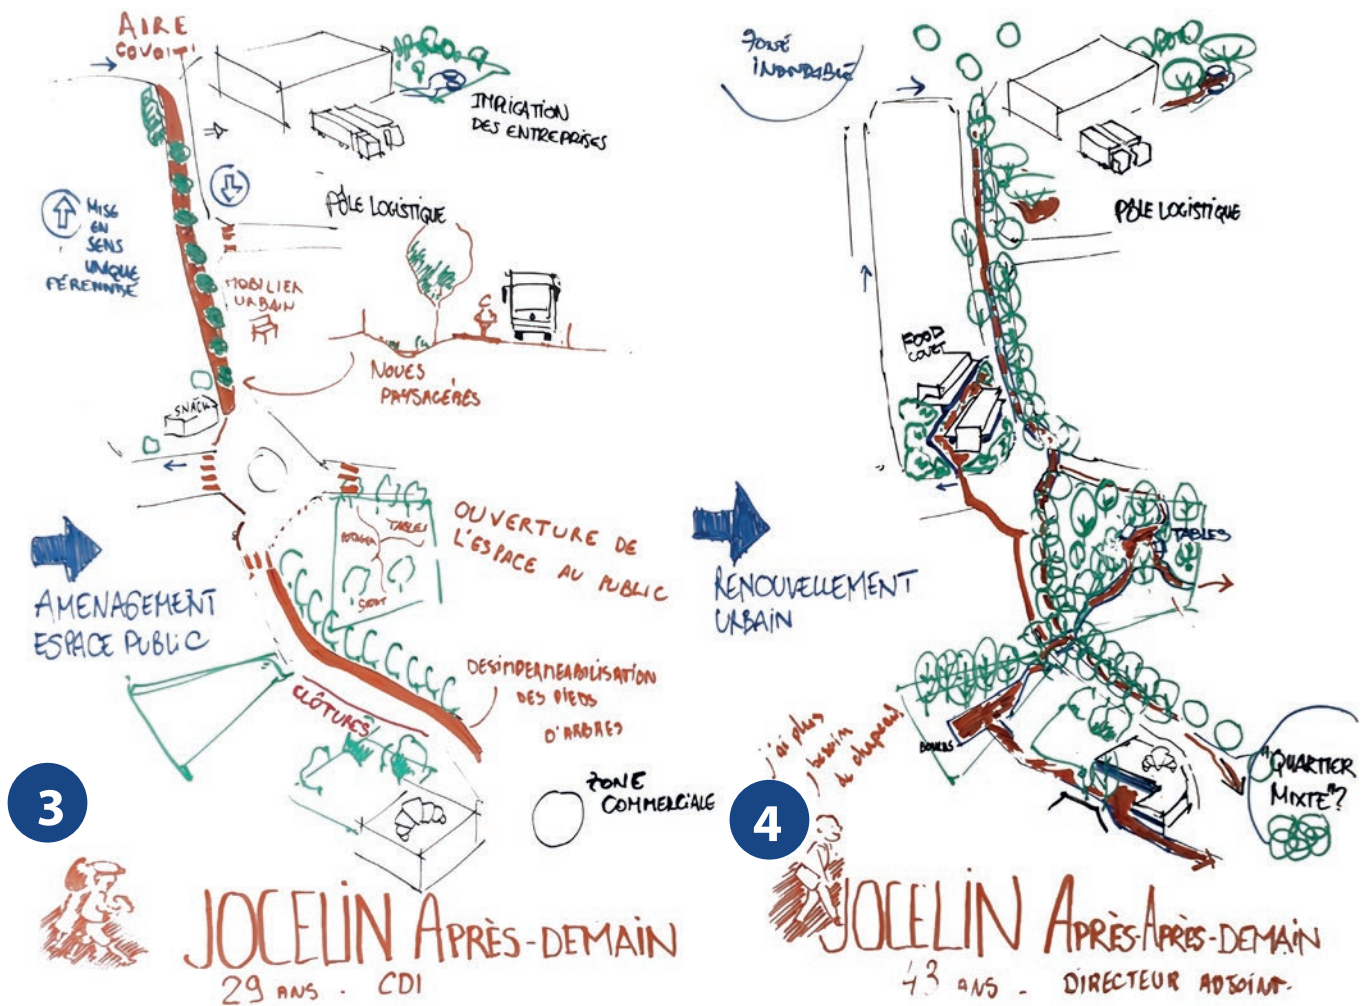 AIRE
COVOIT'
IMPLICATION
DES ENTREPRISES
MISE
EN
SENS
UNIQUE
PÉRENNISÉ
PÔLE LOGISTIQUE
MOBILIER
URBAIN
NOUES
PAYSAGÈRES
SNACK
OUVERTURE DE
L'ESPACE AU PUBLIC
TABLES
POTAGER
SPORT
AMENAGEMENT
ESPACE PUBLIC
DESIMPERMEABILISATION
DES PIEDS
D'ARBRES
CLÔTURES
ZONE
COMMERCIALE
3
JOCELIN APRÈS-DEMAIN
29 ANS . CDI
ZONE
INONDABLE
PÔLE LOGISTIQUE
FOOD
COURT
TABLES
RENOUVELLEMENT
URBAIN
j'ai plus
besoin
de chapeau!
"QUARTIER
MIXTE"?
4
JOCELIN APRÈS-APRÈS-DEMAIN
43 ANS . DIRECTEUR ADJOINT.